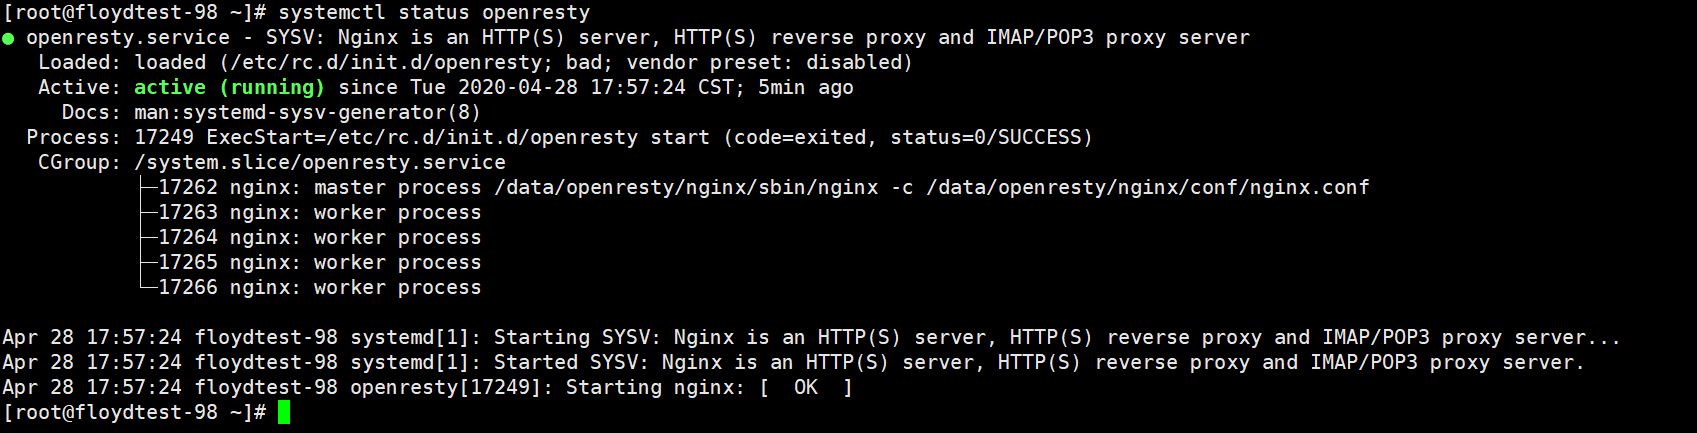 [root@floydtest-98 ~]# systemctl status openresty
● openresty.service - SYSV: Nginx is an HTTP(S) server, HTTP(S) reverse proxy and IMAP/POP3 proxy server
   Loaded: loaded (/etc/rc.d/init.d/openresty; bad; vendor preset: disabled)
   Active: active (running) since Tue 2020-04-28 17:57:24 CST; 5min ago
     Docs: man:systemd-sysv-generator(8)
  Process: 17249 ExecStart=/etc/rc.d/init.d/openresty start (code=exited, status=0/SUCCESS)
   CGroup: /system.slice/openresty.service
           ├─17262 nginx: master process /data/openresty/nginx/sbin/nginx -c /data/openresty/nginx/conf/nginx.conf
           ├─17263 nginx: worker process
           ├─17264 nginx: worker process
           ├─17265 nginx: worker process
           └─17266 nginx: worker process

Apr 28 17:57:24 floydtest-98 systemd[1]: Starting SYSV: Nginx is an HTTP(S) server, HTTP(S) reverse proxy and IMAP/POP3 proxy server...
Apr 28 17:57:24 floydtest-98 systemd[1]: Started SYSV: Nginx is an HTTP(S) server, HTTP(S) reverse proxy and IMAP/POP3 proxy server.
Apr 28 17:57:24 floydtest-98 openresty[17249]: Starting nginx: [  OK  ]
[root@floydtest-98 ~]#